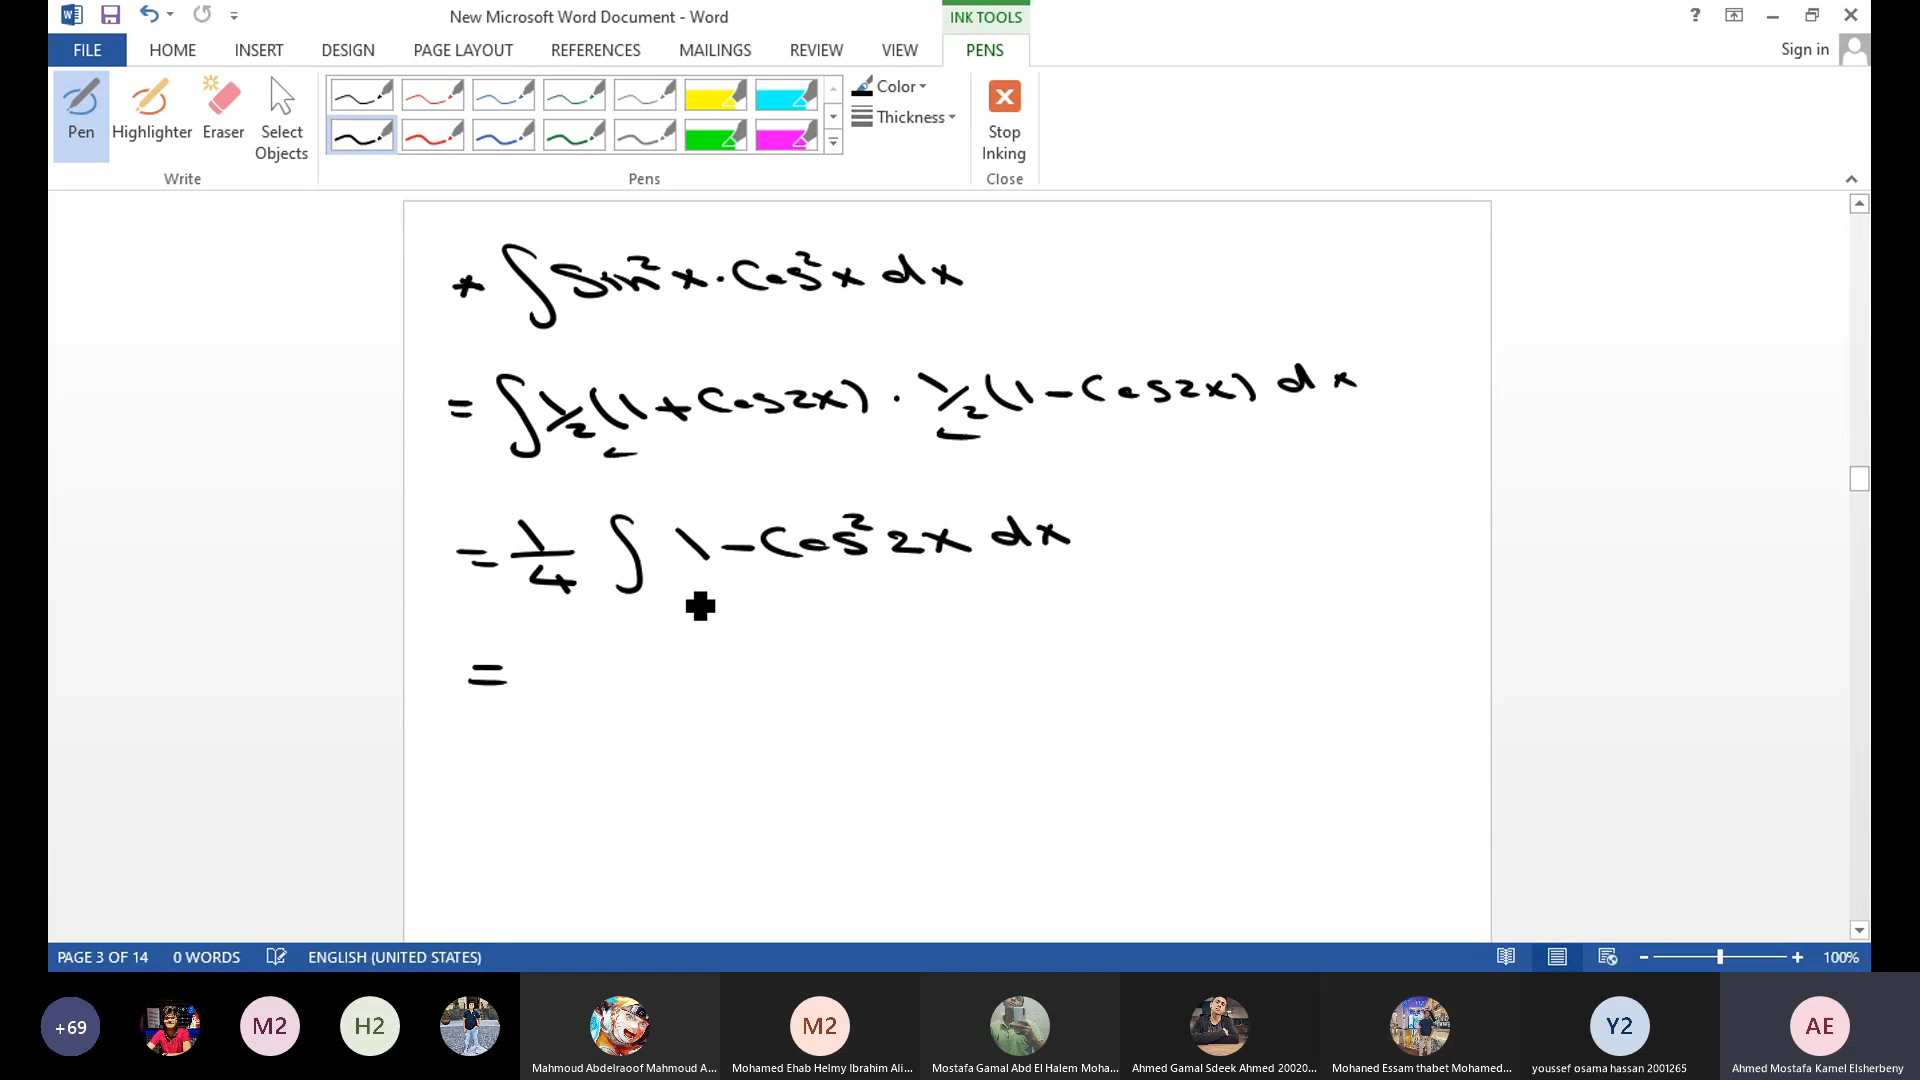 New Microsoft Word Document - Word
INK TOOLS
?
FILE
HOME
INSERT
DESIGN
PAGE LAYOUT
REFERENCES
MAILINGS
REVIEW
VIEW
PENS
Sign in
Pen
Highlighter
Eraser
Select Objects
Color
Thickness
Stop Inking
Write
Pens
Close
* ∫ Sin² x . Cos² x dx
= ∫ 1/2 (1 + Cos 2x) . 1/2 (1 - Cos 2x) dx
= 1/4 ∫ 1 - Cos² 2x dx
=
PAGE 3 OF 14
0 WORDS
ENGLISH (UNITED STATES)
100%
+69
M2
H2
M2
Y2
AE
Mahmoud Abdelraoof Mahmoud A...
Mohamed Ehab Helmy Ibrahim Ali...
Mostafa Gamal Abd El Halem Moha...
Ahmed Gamal Sdeek Ahmed 20020...
Mohaned Essam thabet Mohamed...
youssef osama hassan 2001265
Ahmed Mostafa Kamel Elsherbeny